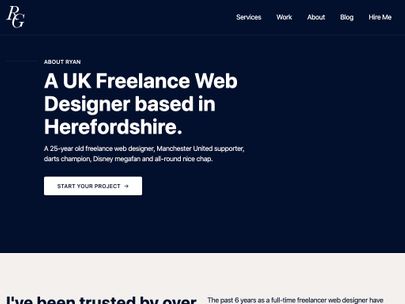 RG
Services Work About Blog Hire Me
ABOUT RYAN
A UK Freelance Web
Designer based in
Herefordshire.
A 25-year old freelance web designer, Manchester United supporter,
darts champion, Disney megafan and all-round nice chap.
START YOUR PROJECT →
I've been trusted by over
The past 6 years as a full-time freelancer web designer have